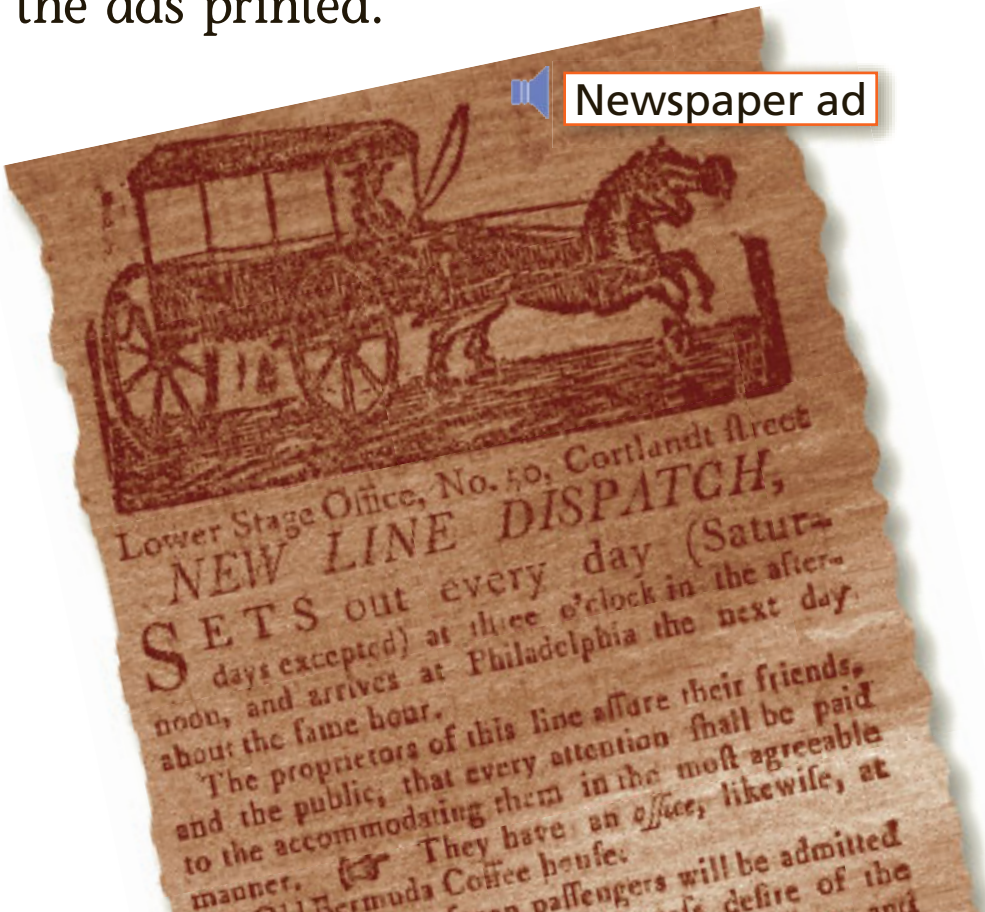 the ads printed.
Newspaper ad
Lower Stage Office, No. 50, Cortlandt ſtreet
NEW LINE DISPATCH,
SETS out every day (Satur-
days excepted) at three o'clock in the after-
noon, and arrives at Philadelphia the next day
about the ſame hour.
The proprietors of this line aſſure their friends,
and the public, that every attention ſhall be paid
to the accommodating them in the moſt agreeable
manner. ☞ They have an office, likewiſe, at
Old Bermuda Coffee houſe.
paſſengers will be admitted
deſire of the
and